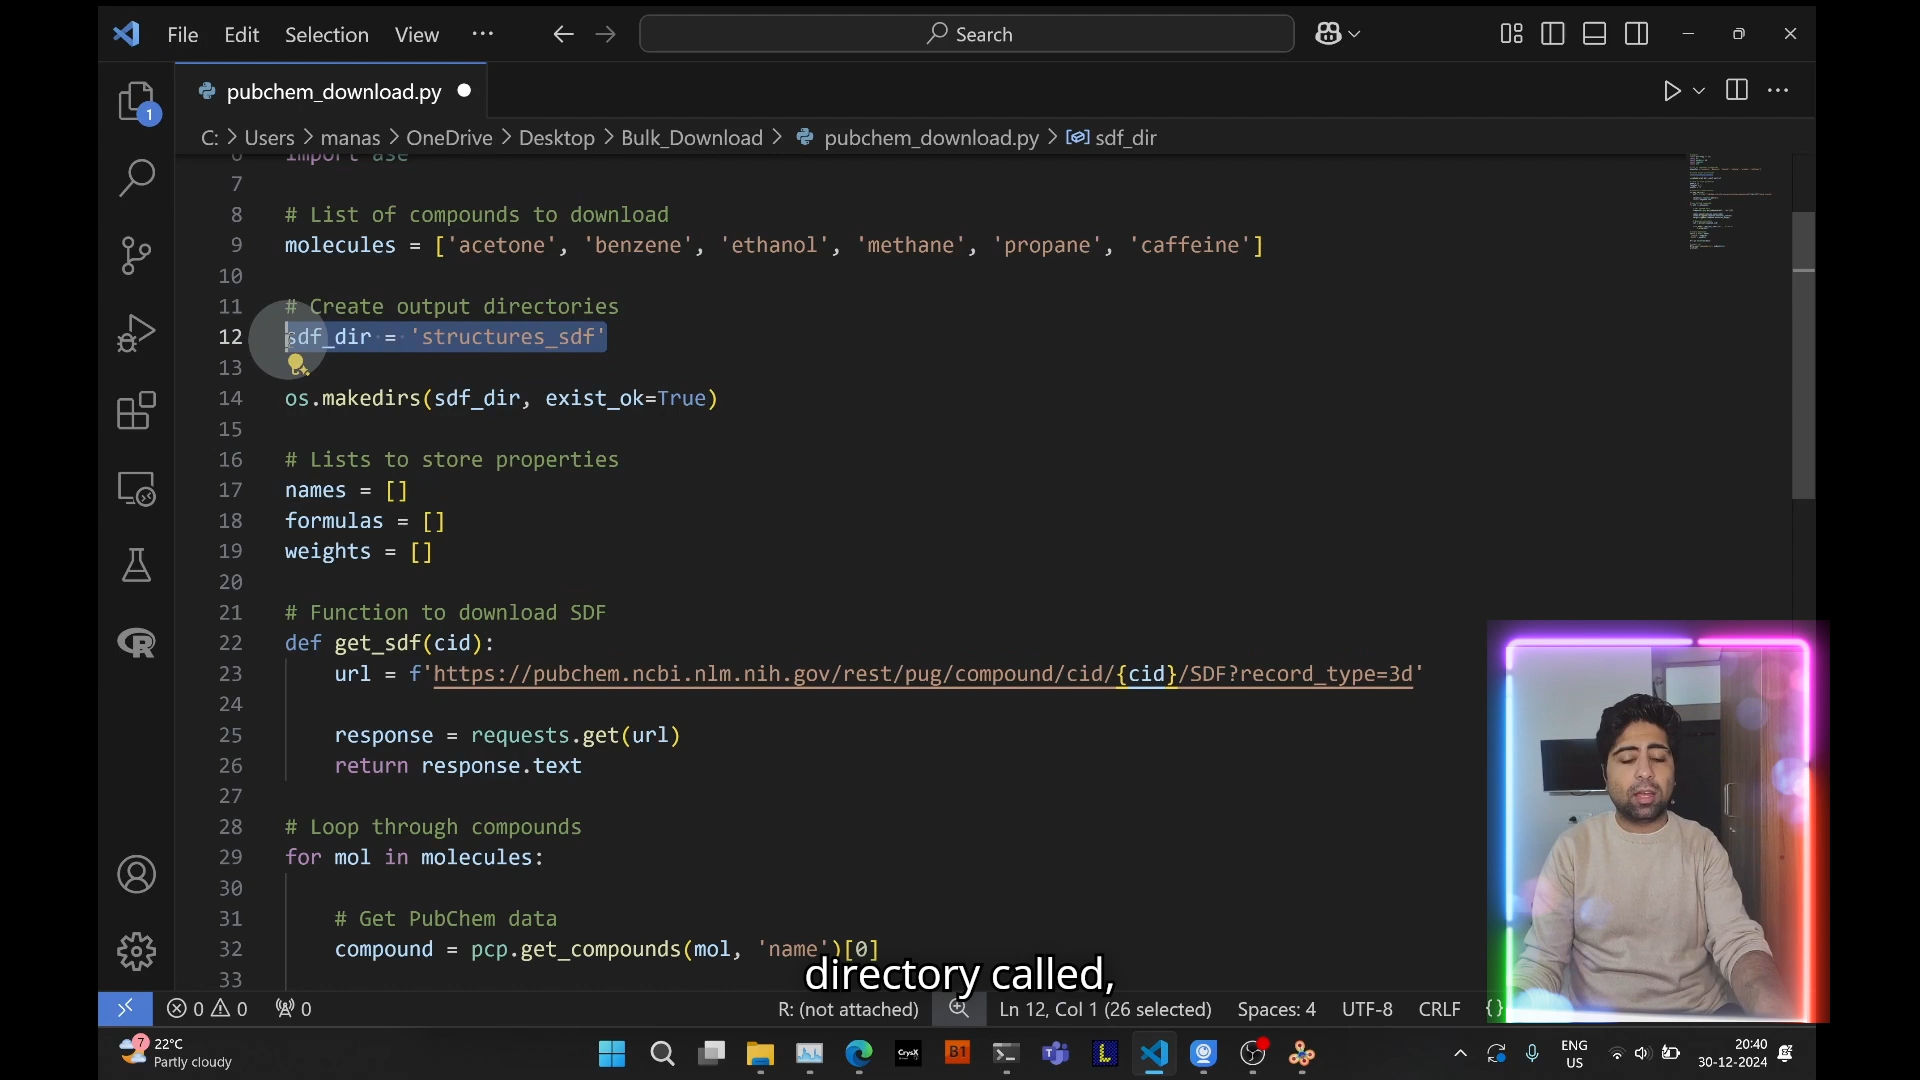 File Edit Selection View ··· Search
pubchem_download.py
C: > Users > manas > OneDrive > Desktop > Bulk_Download > pubchem_download.py > sdf_dir
6 import ase
7
8 # List of compounds to download
9 molecules = ['acetone', 'benzene', 'ethanol', 'methane', 'propane', 'caffeine']
10
11 # Create output directories
12 sdf_dir = 'structures_sdf'
13
14 os.makedirs(sdf_dir, exist_ok=True)
15
16 # Lists to store properties
17 names = []
18 formulas = []
19 weights = []
20
21 # Function to download SDF
22 def get_sdf(cid):
23 url = f'https://pubchem.ncbi.nlm.nih.gov/rest/pug/compound/cid/{cid}/SDF?record_type=3d'
24
25 response = requests.get(url)
26 return response.text
27
28 # Loop through compounds
29 for mol in molecules:
30
31 # Get PubChem data
32 compound = pcp.get_compounds(mol, 'name')[0]
33
directory called,
1
0 0 0 R: (not attached) Ln 12, Col 1 (26 selected) Spaces: 4 UTF-8 CRLF {}
7 22°C
Partly cloudy
CrysX
B1
L
ENG
US
20:40
30-12-2024